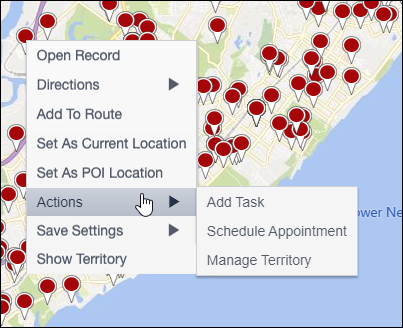 Open Record
Directions
Add To Route
Set As Current Location
Set As POI Location
Actions
Save Settings
Show Territory
Add Task
Schedule Appointment
Manage Territory
ower Ne